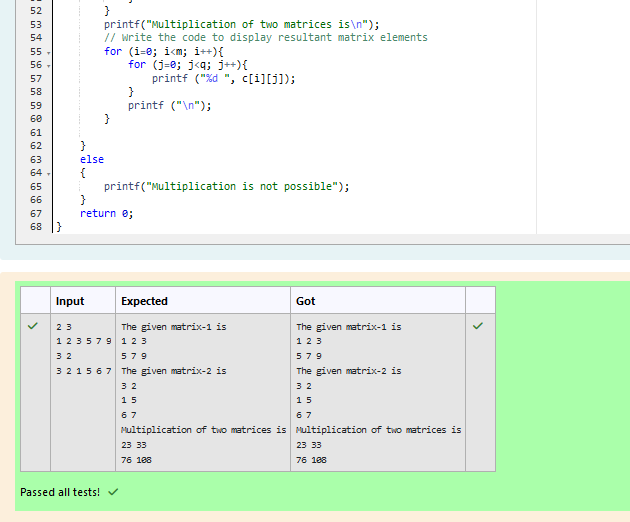 52 }
53 printf("Multiplication of two matrices is\n");
54 // Write the code to display resultant matrix elements
55 for (i=0; i<m; i++){
56 for (j=0; j<q; j++){
57 printf ("%d ", c[i][j]);
58 }
59 printf ("\n");
60 }
61
62 }
63 else
64 {
65 printf("Multiplication is not possible");
66 }
67 return 0;
68 }
Input Expected Got
2 3 The given matrix-1 is The given matrix-1 is
1 2 3 5 7 9 1 2 3 1 2 3
3 2 5 7 9 5 7 9
3 2 1 5 6 7 The given matrix-2 is The given matrix-2 is
3 2 3 2
1 5 1 5
6 7 6 7
Multiplication of two matrices is Multiplication of two matrices is
23 33 23 33
76 108 76 108
Passed all tests!